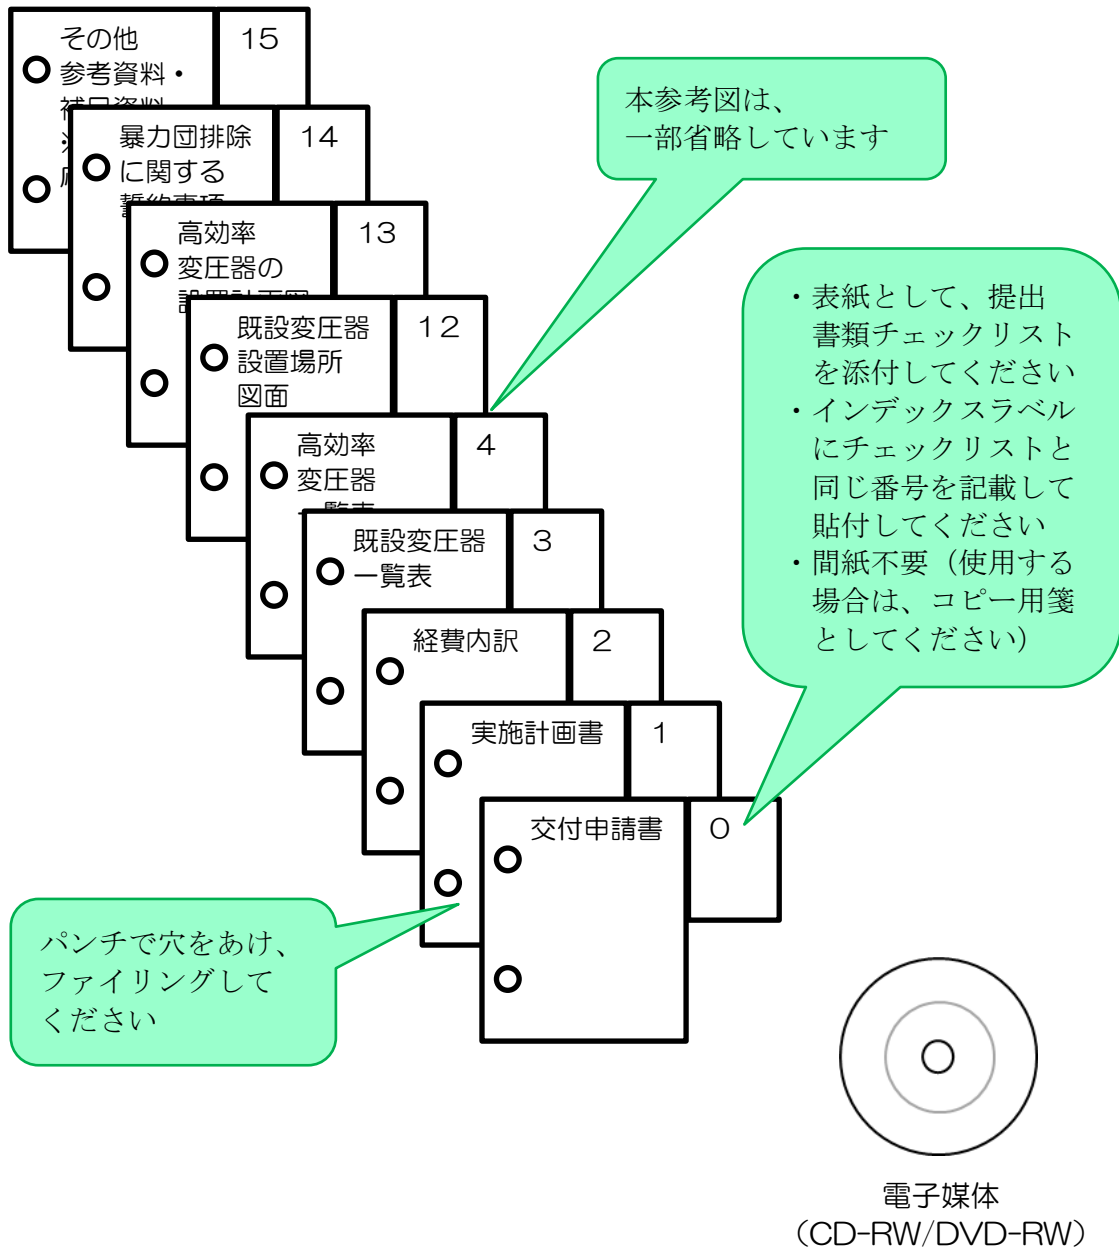 その他
参考資料・
15
暴力団排除
に関する
14
高効率
変圧器の
13
既設変圧器
設置場所
図面
12
高効率
変圧器
4
既設変圧器
一覧表
3
経費内訳
2
実施計画書
1
交付申請書
0
本参考図は、
一部省略しています
・表紙として、提出
書類チェックリスト
を添付してください
・インデックスラベル
にチェックリストと
同じ番号を記載して
貼付してください
・間紙不要（使用する
場合は、コピー用箋
としてください）
パンチで穴をあけ、
ファイリングして
ください
電子媒体
（CD-RW/DVD-RW）